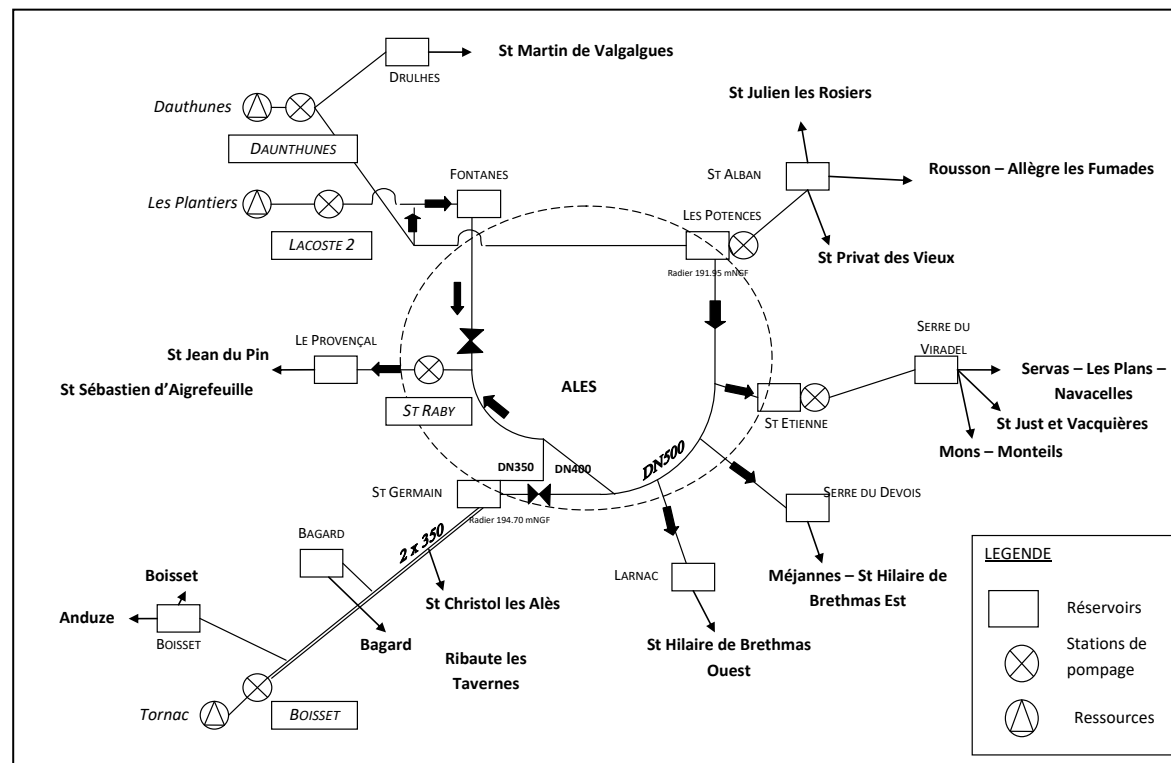 St Martin de Valgalgues
DRULHES
Dauthunes
DAUNTHUNES
St Julien les Rosiers
ST ALBAN
Rousson – Allègre les Fumades
FONTANES
Les Plantiers
LACOSTE 2
LES POTENCES
Radier 191.95 mNGF
St Privat des Vieux
LE PROVENÇAL
St Jean du Pin
St Sébastien d’Aigrefeuille
ST RABY
ALES
SERRE DU
VIRADEL
Servas – Les Plans –
Navacelles
St Just et Vacquières
Mons – Monteils
ST ETIENNE
DN500
DN350
DN400
ST GERMAIN
Radier 194.70 mNGF
SERRE DU DEVOIS
2 x 350
BAGARD
Boisset
Anduze
BOISSET
St Christol les Alès
Bagard
Ribaute les
Tavernes
Tornac
BOISSET
LARNAC
St Hilaire de Brethmas
Ouest
Méjannes – St Hilaire de
Brethmas Est
LEGENDE
Réservoirs
Stations de
pompage
Ressources